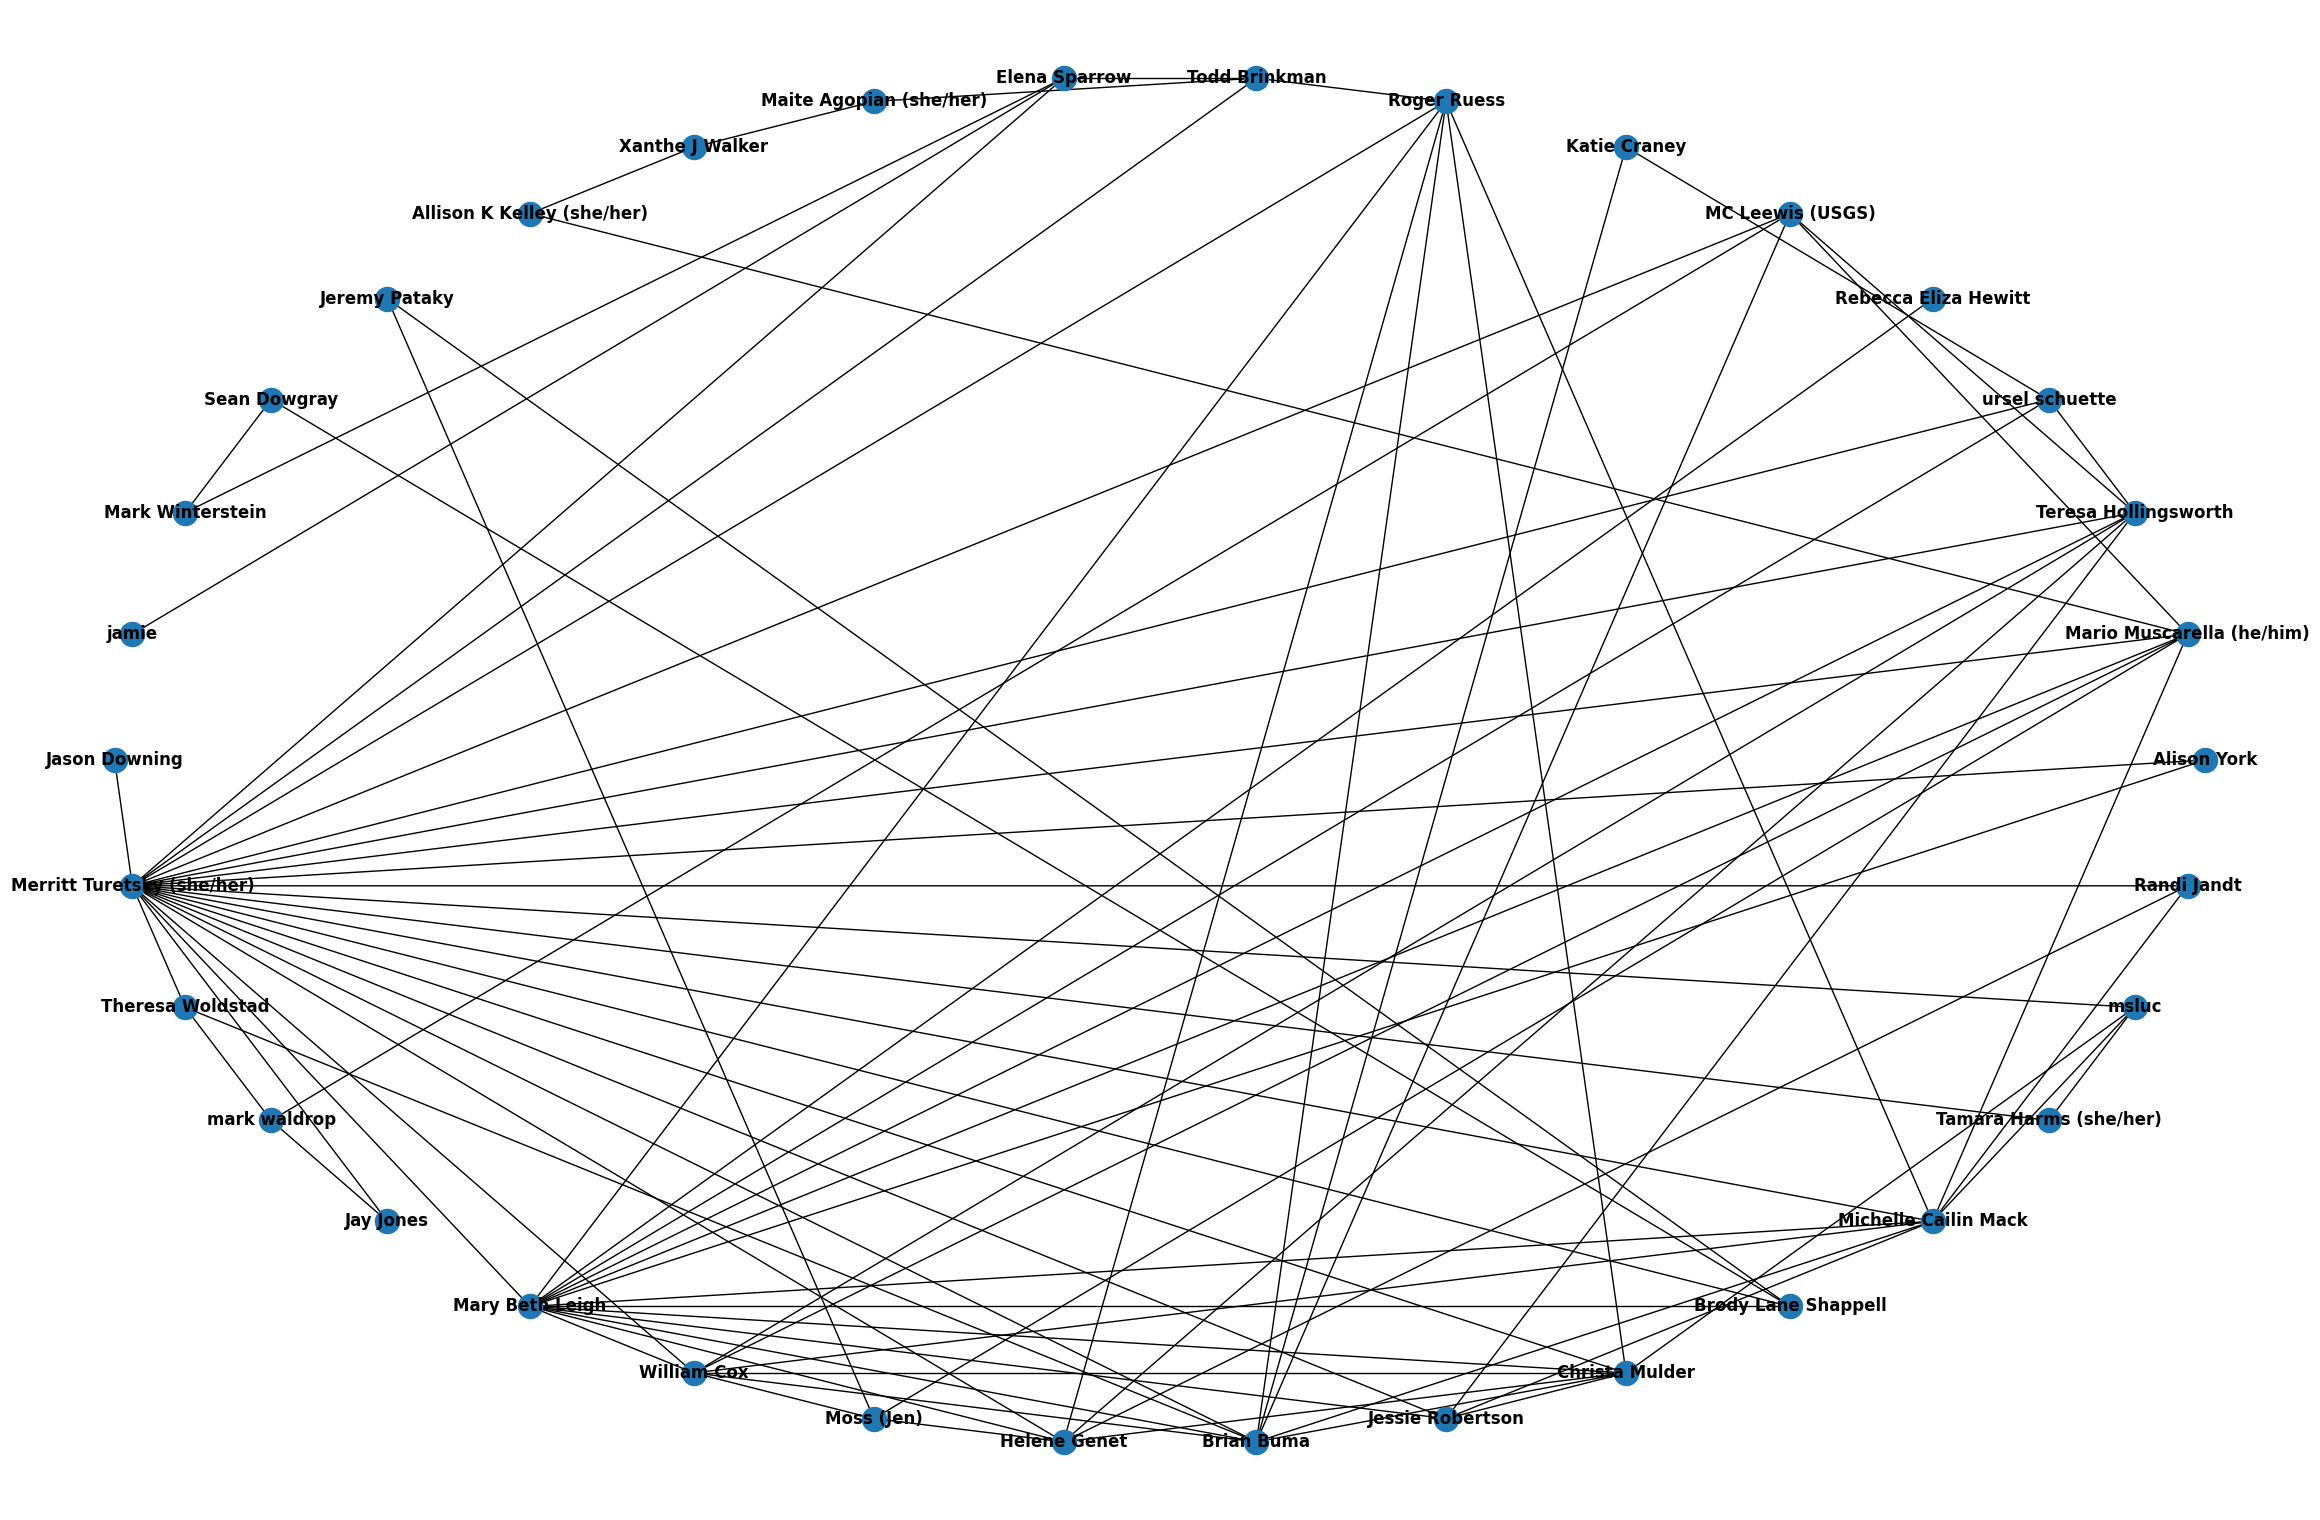 Elena Sparrow
Todd Brinkman
Maite Agopian (she/her)
Roger Ruess
Xanthe J Walker
Katie Craney
Allison K Kelley (she/her)
MC Leewis (USGS)
Jeremy Pataky
Rebecca Eliza Hewitt
Sean Dowgray
ursel schuette
Mark Winterstein
Teresa Hollingsworth
jamie
Mario Muscarella (he/him)
Jason Downing
Alison York
Merritt Turetsky (she/her)
Randi Jandt
Theresa Woldstad
msluc
mark waldrop
Tamara Harms (she/her)
Jay Jones
Michelle Cailin Mack
Mary Beth Leigh
Brody Lane Shappell
William Cox
Christa Mulder
Moss (Jen)
Jessie Robertson
Helene Genet
Brian Buma